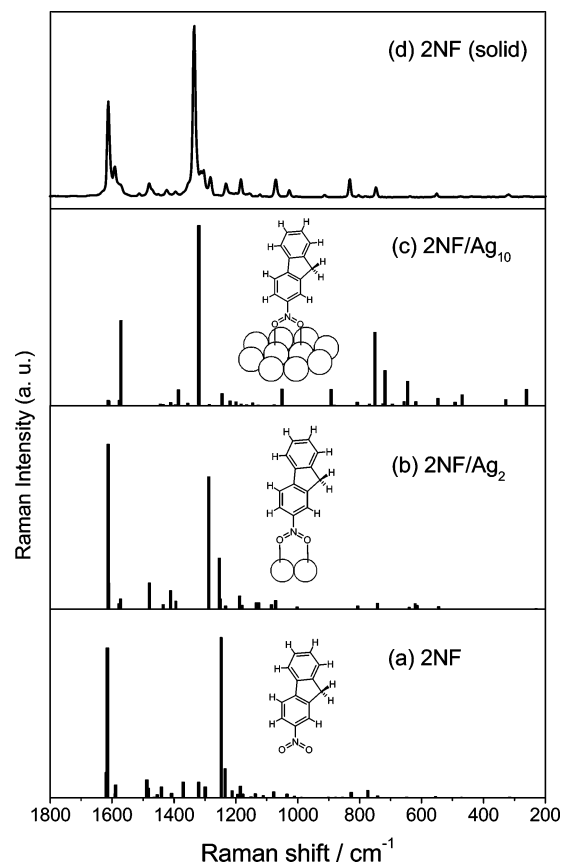 (d) 2NF (solid)
(c) 2NF/Ag10
H H
H H
H
H
H H
H H
N
O O
(b) 2NF/Ag2
H H
H H
H
H
H H
H H
N
O O
(a) 2NF
H H
H H
H
H
H H
H H
N
O O
Raman Intensity (a. u.)
1800 1600 1400 1200 1000 800 600 400 200
Raman shift / cm-1